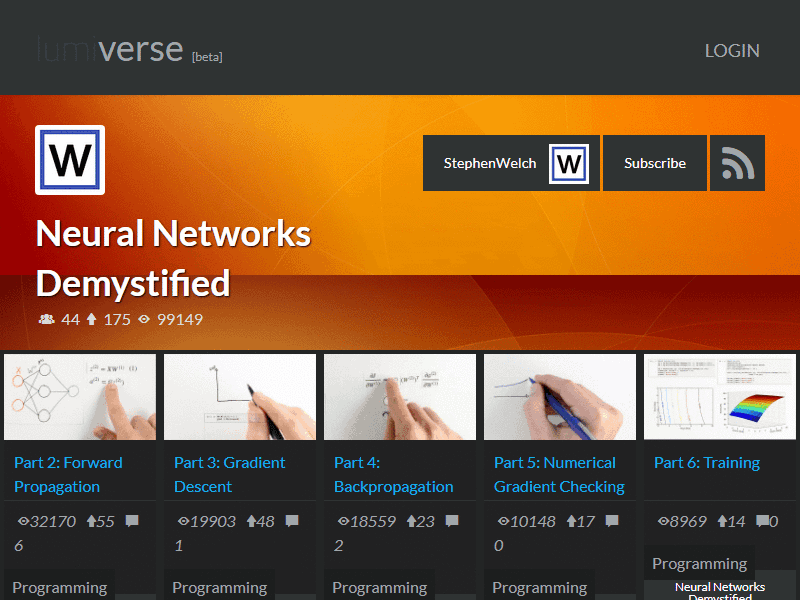 lumiverse [beta]
LOGIN
W
StephenWelch W
Subscribe
Neural Networks
Demystified
44 175 99149
Part 2: Forward
Propagation
32170 55
6
Programming
Part 3: Gradient
Descent
19903 48
1
Programming
Part 4:
Backpropagation
18559 23
2
Programming
Part 5: Numerical
Gradient Checking
10148 17
0
Programming
Part 6: Training
8969 14 0
Programming
Neural Networks
Demystified